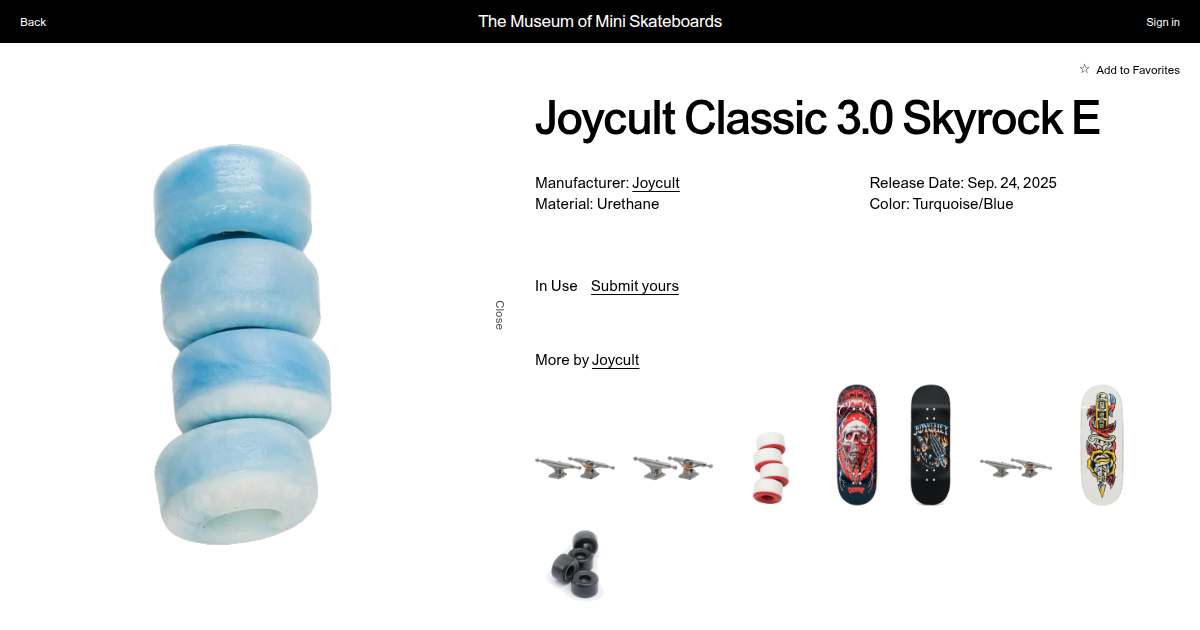 Back
The Museum of Mini Skateboards
Sign in
☆ Add to Favorites
Joycult Classic 3.0 Skyrock E
Manufacturer: Joycult
Release Date: Sep. 24, 2025
Material: Urethane
Color: Turquoise/Blue
In Use Submit yours
Close
More by Joycult